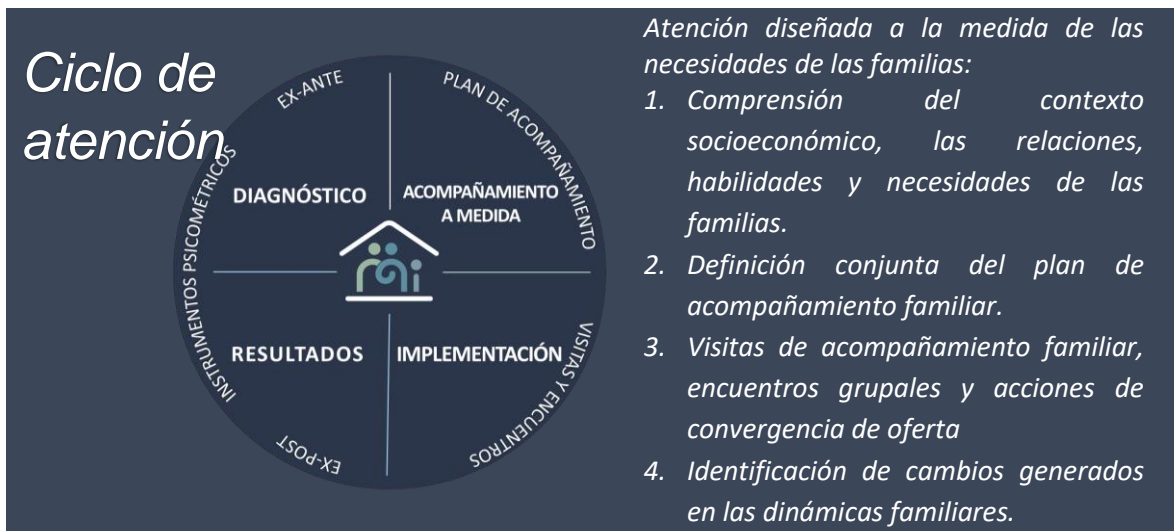 Ciclo de
atención
EX-ANTE
PLAN DE ACOMPAÑAMIENTO
INSTRUMENTOS PSICOMÉTRICOS
DIAGNÓSTICO
ACOMPAÑAMIENTO
A MEDIDA
RESULTADOS
IMPLEMENTACIÓN
VISITAS Y ENCUENTROS
EX-POST
Atención diseñada a la medida de las
necesidades de las familias:
1. Comprensión del contexto
socioeconómico, las relaciones,
habilidades y necesidades de las
familias.
2. Definición conjunta del plan de
acompañamiento familiar.
3. Visitas de acompañamiento familiar,
encuentros grupales y acciones de
convergencia de oferta
4. Identificación de cambios generados
en las dinámicas familiares.